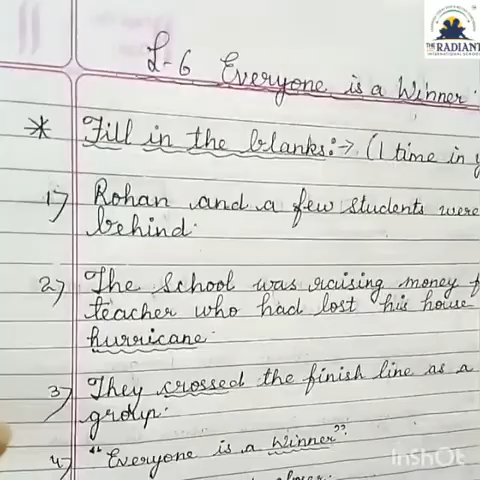 THE RADIANT
INTERNATIONAL SCHOOL
L-6 Everyone is a Winner.
* Fill in the blanks:→ (1 time in
1) Rohan and a few students were
behind.
2) The school was raising money f
teacher who had lost his house
hurricane.
3) They crossed the finish line as a
group.
4) "Everyone is a winner".
InShOt